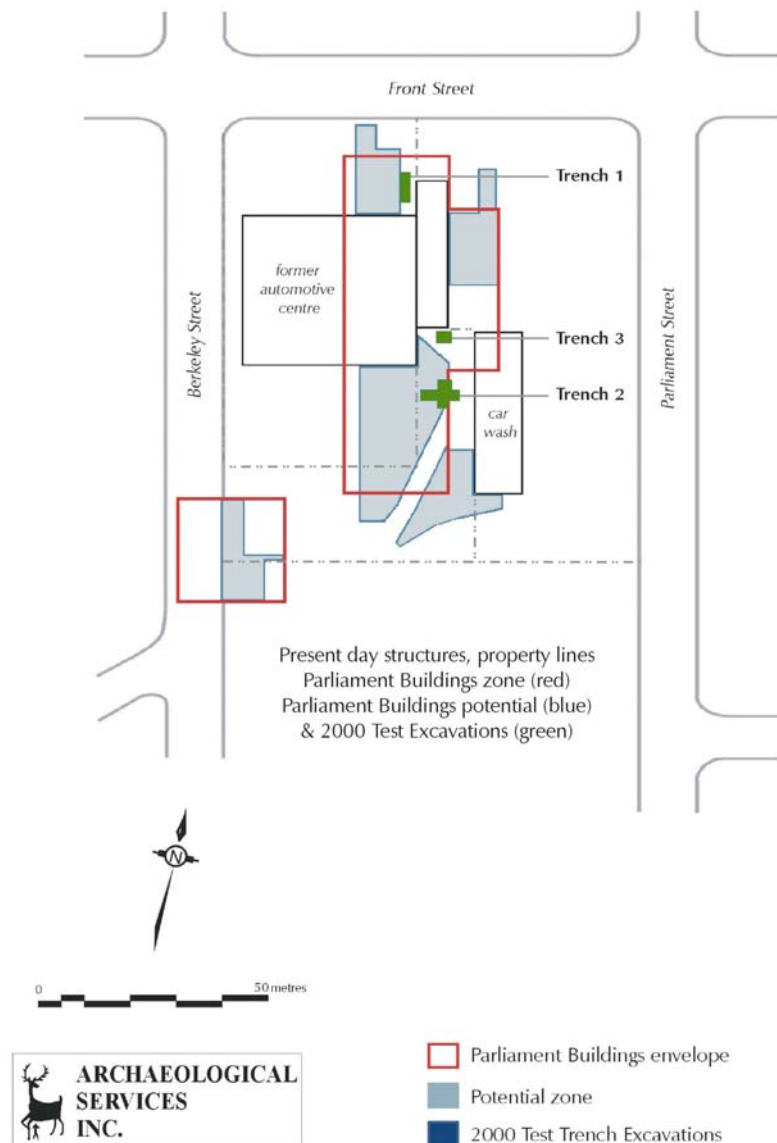 Front Street
Trench 1
former
automotive
centre
Berkeley Street
Trench 3
Parliament Street
Trench 2
car
wash
Present day structures, property lines
Parliament Buildings zone (red)
Parliament Buildings potential (blue)
& 2000 Test Excavations (green)
N
0
50 metres
Parliament Buildings envelope
ARCHAEOLOGICAL
SERVICES
INC.
Potential zone
2000 Test Trench Excavations